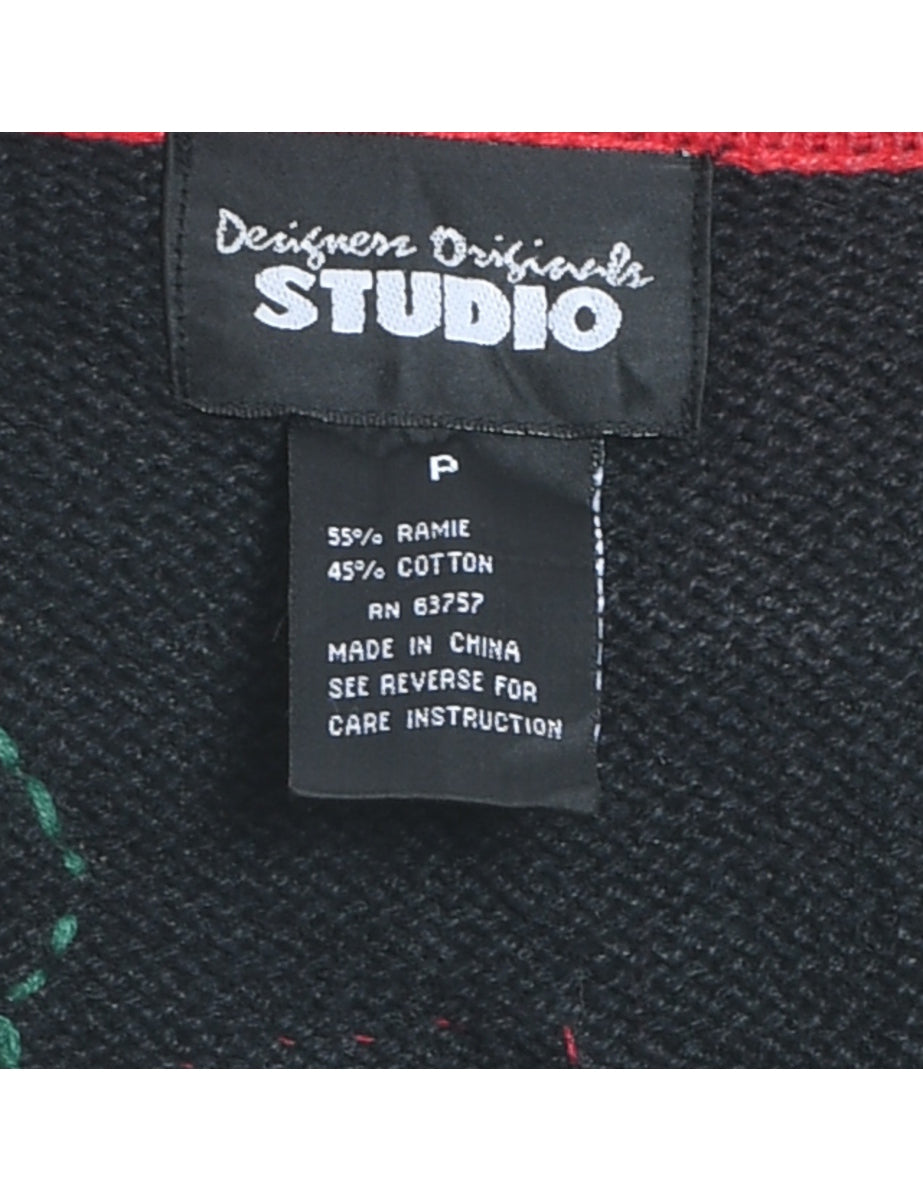 Designers Originals
STUDIO
P
55% RAMIE
45% COTTON
RN 63757
MADE IN CHINA
SEE REVERSE FOR
CARE INSTRUCTION